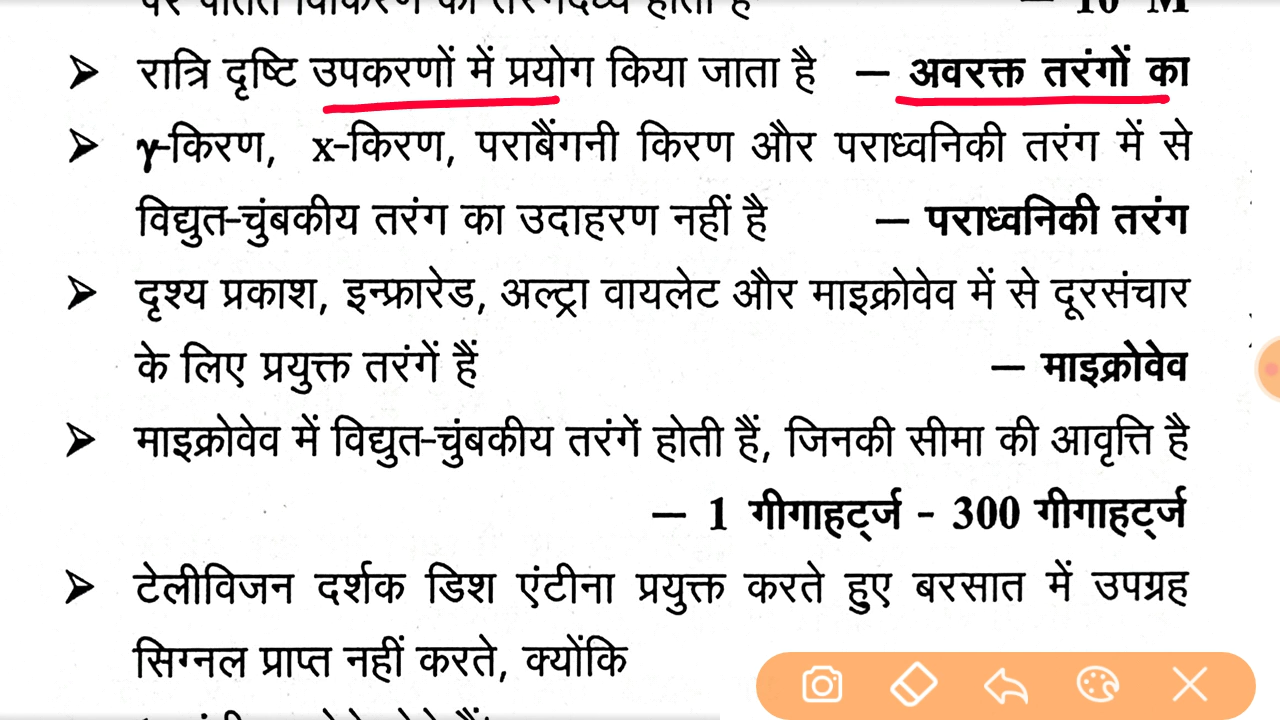 ➢ रात्रि दृष्टि उपकरणों में प्रयोग किया जाता है – अवरक्त तरंगों का
➢ γ-किरण, x-किरण, पराबैंगनी किरण और पराध्वनिकी तरंग में से
विद्युत-चुंबकीय तरंग का उदाहरण नहीं है – पराध्वनिकी तरंग
➢ दृश्य प्रकाश, इन्फ्रारेड, अल्ट्रा वायलेट और माइक्रोवेव में से दूरसंचार
के लिए प्रयुक्त तरंगें हैं – माइक्रोवेव
➢ माइक्रोवेव में विद्युत-चुंबकीय तरंगें होती हैं, जिनकी सीमा की आवृत्ति है
– 1 गीगाहर्ट्ज - 300 गीगाहर्ट्ज
➢ टेलीविजन दर्शक डिश एंटीना प्रयुक्त करते हुए बरसात में उपग्रह
सिग्नल प्राप्त नहीं करते, क्योंकि